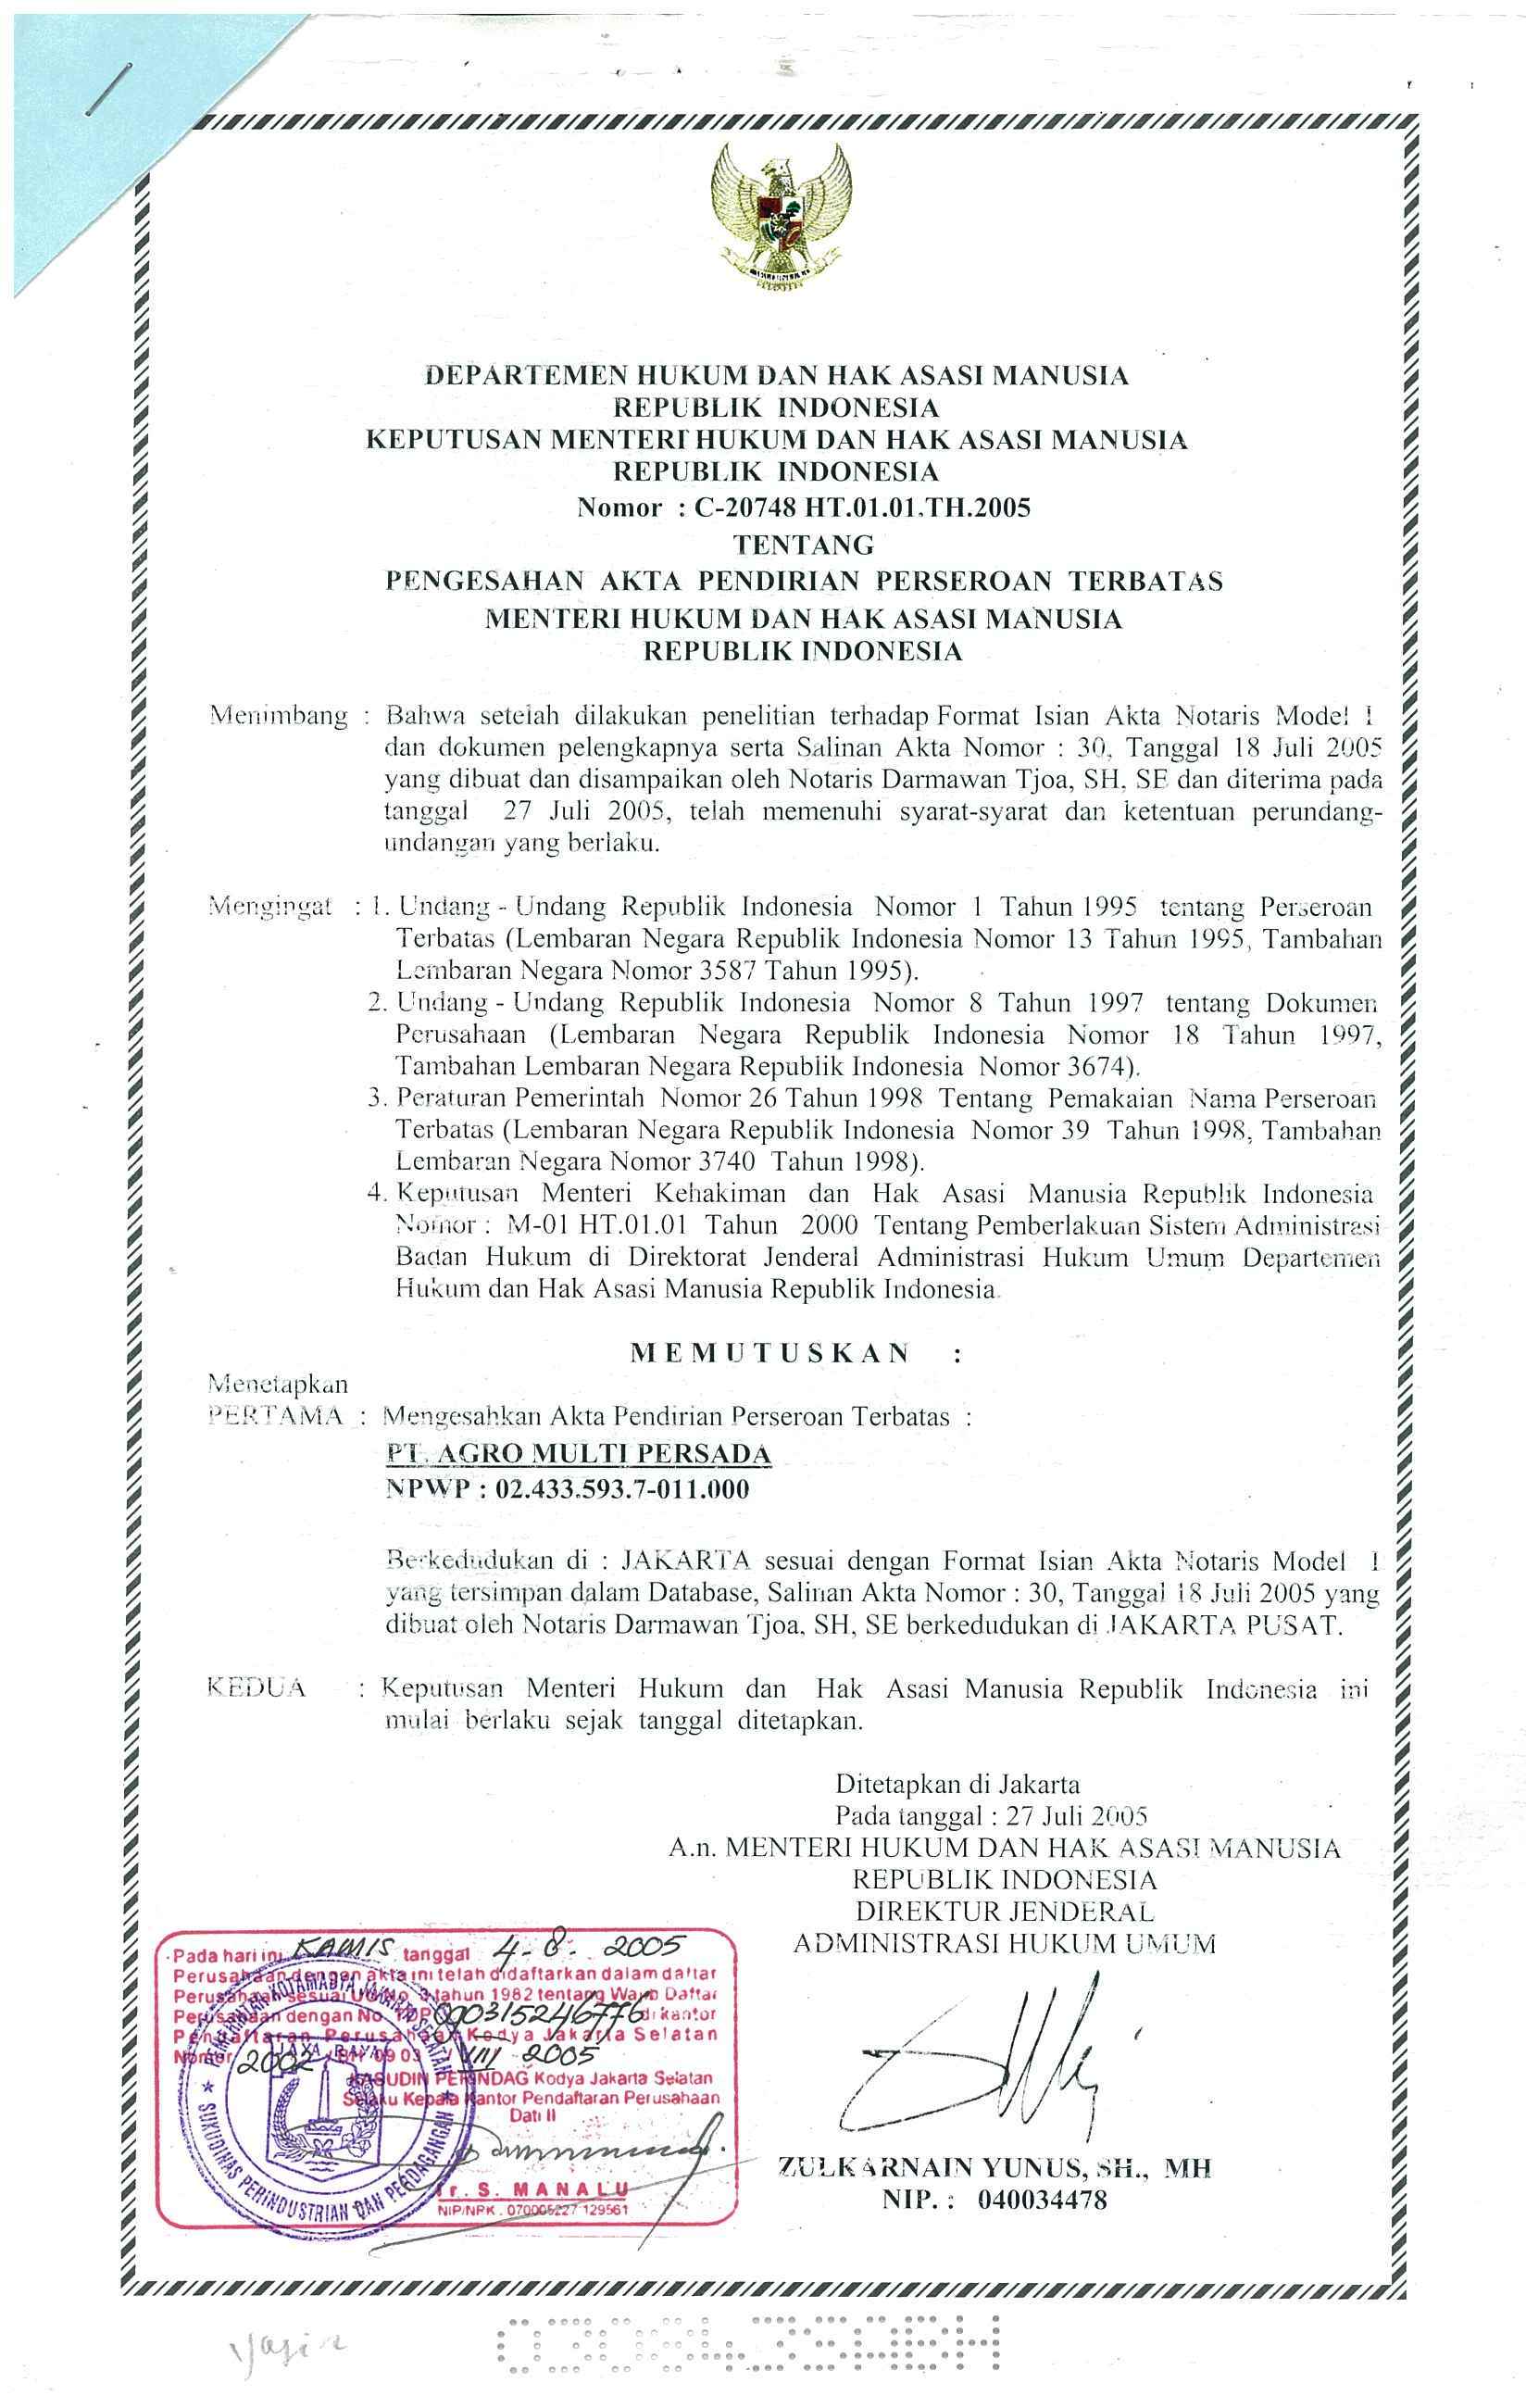 DEPARTEMEN HUKUM DAN HAK ASASI MANUSIA
REPUBLIK INDONESIA
KEPUTUSAN MENTERI HUKUM DAN HAK ASASI MANUSIA
REPUBLIK INDONESIA
Nomor : C-20748 HT.01.01.TH.2005
TENTANG
PENGESAHAN AKTA PENDIRIAN PERSEROAN TERBATAS
MENTERI HUKUM DAN HAK ASASI MANUSIA
REPUBLIK INDONESIA
Menimbang : Bahwa setelah dilakukan penelitian terhadap Format Isian Akta Notaris Model I
dan dokumen pelengkapnya serta Salinan Akta Nomor : 30, Tanggal 18 Juli 2005
yang dibuat dan disampaikan oleh Notaris Darmawan Tjoa, SH, SE dan diterima pada
tanggal 27 Juli 2005, telah memenuhi syarat-syarat dan ketentuan perundang-
undangan yang berlaku.
Mengingat : 1. Undang - Undang Republik Indonesia Nomor 1 Tahun 1995 tentang Perseroan
Terbatas (Lembaran Negara Republik Indonesia Nomor 13 Tahun 1995, Tambahan
Lembaran Negara Nomor 3587 Tahun 1995).
2. Undang - Undang Republik Indonesia Nomor 8 Tahun 1997 tentang Dokumen
Perusahaan (Lembaran Negara Republik Indonesia Nomor 18 Tahun 1997,
Tambahan Lembaran Negara Republik Indonesia Nomor 3674).
3. Peraturan Pemerintah Nomor 26 Tahun 1998 Tentang Pemakaian Nama Perseroan
Terbatas (Lembaran Negara Republik Indonesia Nomor 39 Tahun 1998, Tambahan
Lembaran Negara Nomor 3740 Tahun 1998).
4. Keputusan Menteri Kehakiman dan Hak Asasi Manusia Republik Indonesia
Nomor : M-01 HT.01.01 Tahun 2000 Tentang Pemberlakuan Sistem Administrasi
Badan Hukum di Direktorat Jenderal Administrasi Hukum Umum Departemen
Hukum dan Hak Asasi Manusia Republik Indonesia.
M E M U T U S K A N :
Menetapkan
PERTAMA : Mengesahkan Akta Pendirian Perseroan Terbatas :
PT. AGRO MULTI PERSADA
NPWP : 02.433.593.7-011.000
Berkedudukan di : JAKARTA sesuai dengan Format Isian Akta Notaris Model I
yang tersimpan dalam Database, Salinan Akta Nomor : 30, Tanggal 18 Juli 2005 yang
dibuat oleh Notaris Darmawan Tjoa, SH, SE berkedudukan di JAKARTA PUSAT.
KEDUA : Keputusan Menteri Hukum dan Hak Asasi Manusia Republik Indonesia ini
mulai berlaku sejak tanggal ditetapkan.
Ditetapkan di Jakarta
Pada tanggal : 27 Juli 2005
A.n. MENTERI HUKUM DAN HAK ASASI MANUSIA
REPUBLIK INDONESIA
DIREKTUR JENDERAL
ADMINISTRASI HUKUM UMUM
ZULKARNAIN YUNUS, SH., MH
NIP. : 040034478
Pada hari ini KAMIS tanggal 4-8-2005
Perusahaan dengan akta ini telah didaftarkan dalam daftar
Perusahaan sesuai UU No. 3 tahun 1982 tentang Wajib Daftar
Perusahaan dengan No. TDP 090315246776 di kantor
Pendaftaran Perusahaan Kodya Jakarta Selatan
Nomor 2002 / BH 09 03 / VIII 2005
KASUDIN PERINDAG Kodya Jakarta Selatan
Selaku Kepala Kantor Pendaftaran Perusahaan
Dati II
Ir. S. MANALU
NIP/NPK. 070006227 129561
PEMERINTAH KOTAMADYA JAKARTA SELATAN
JAYA RAYA
SUKUDINAS PERINDUSTRIAN DAN PERDAGANGAN